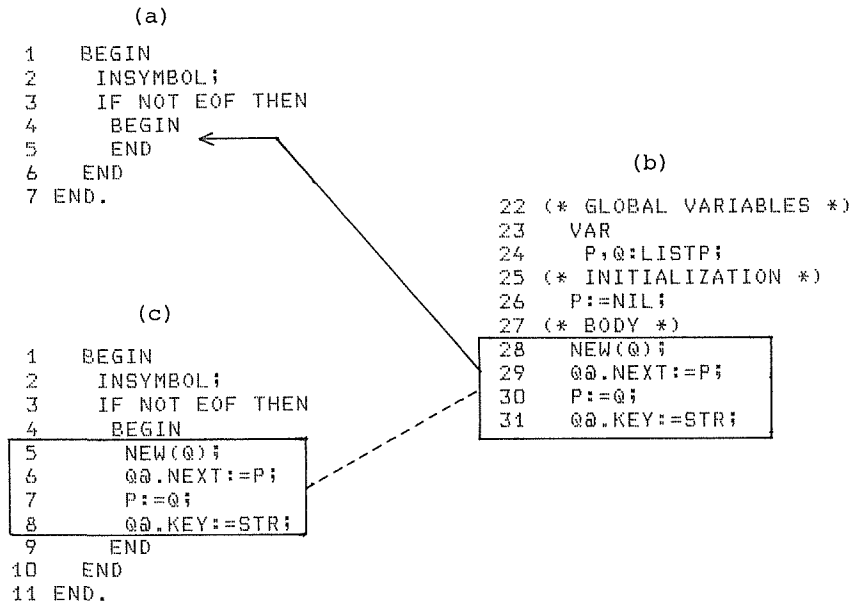 (a)
1 BEGIN
2 INSYMBOL;
3 IF NOT EOF THEN
4 BEGIN
5 END
6 END
7 END.
(b)
22 (* GLOBAL VARIABLES *)
23 VAR
24 P,Q:LISTP;
25 (* INITIALIZATION *)
26 P:=NIL;
27 (* BODY *)
28 NEW(Q);
29 Q@.NEXT:=P;
30 P:=Q;
31 Q@.KEY:=STR;
(c)
1 BEGIN
2 INSYMBOL;
3 IF NOT EOF THEN
4 BEGIN
5 NEW(Q);
6 Q@.NEXT:=P;
7 P:=Q;
8 Q@.KEY:=STR;
9 END
10 END
11 END.